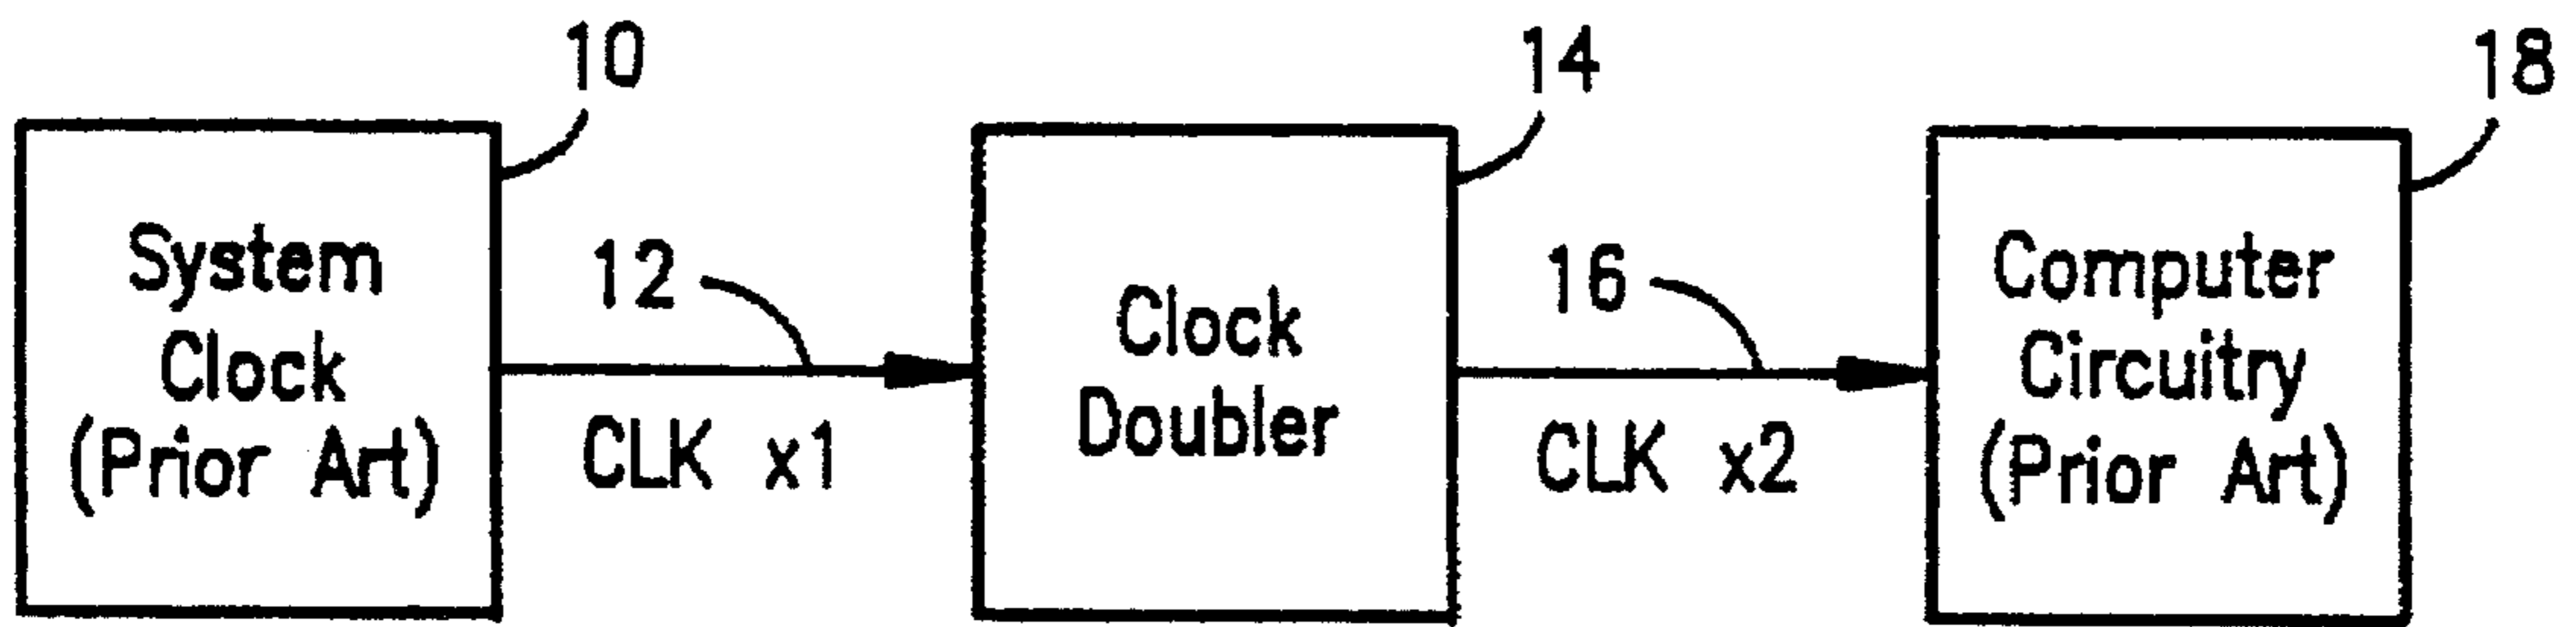 10
14
18
System
Clock
(Prior Art)
12
CLK x1
Clock
Doubler
16
CLK x2
Computer
Circuitry
(Prior Art)